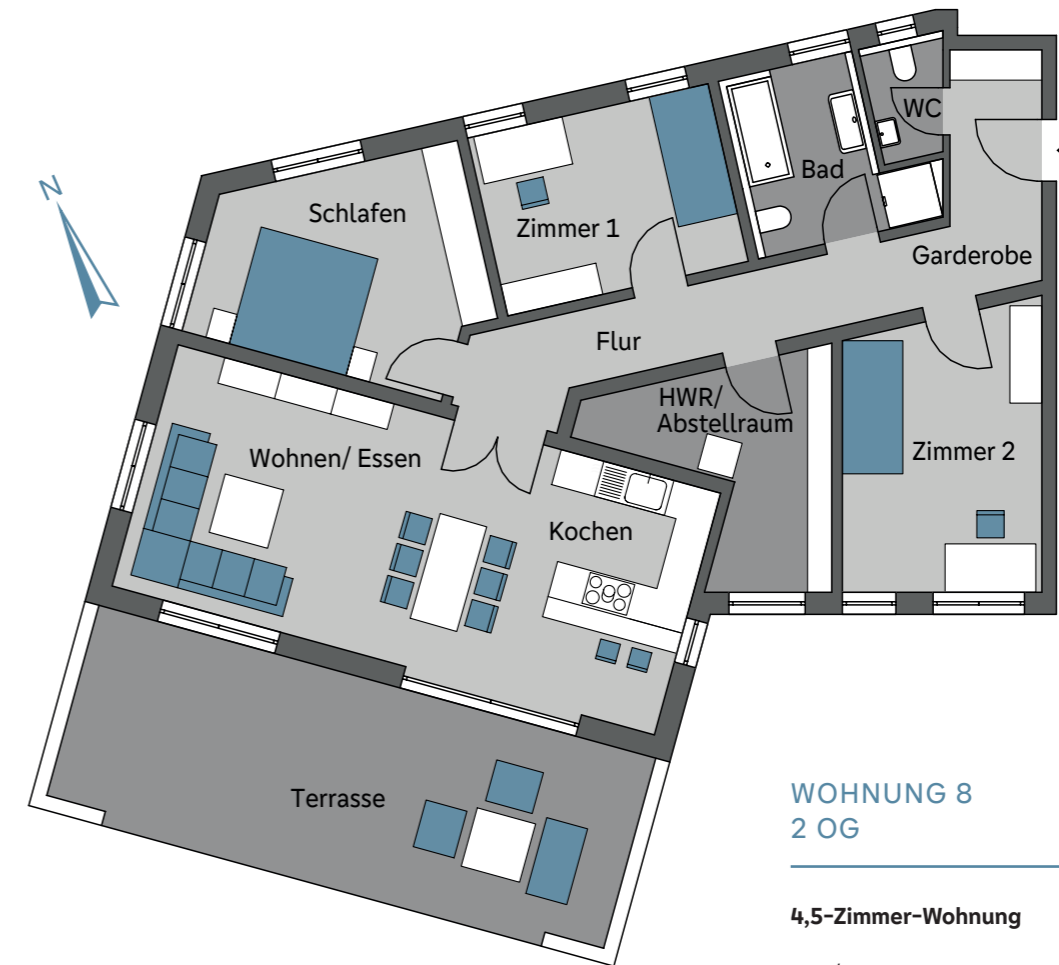 N
WC
Bad
Schlafen
Zimmer 1
Garderobe
Flur
HWR/
Abstellraum
Zimmer 2
Wohnen/ Essen
Kochen
Terrasse
WOHNUNG 8
2 OG
4,5-Zimmer-Wohnung